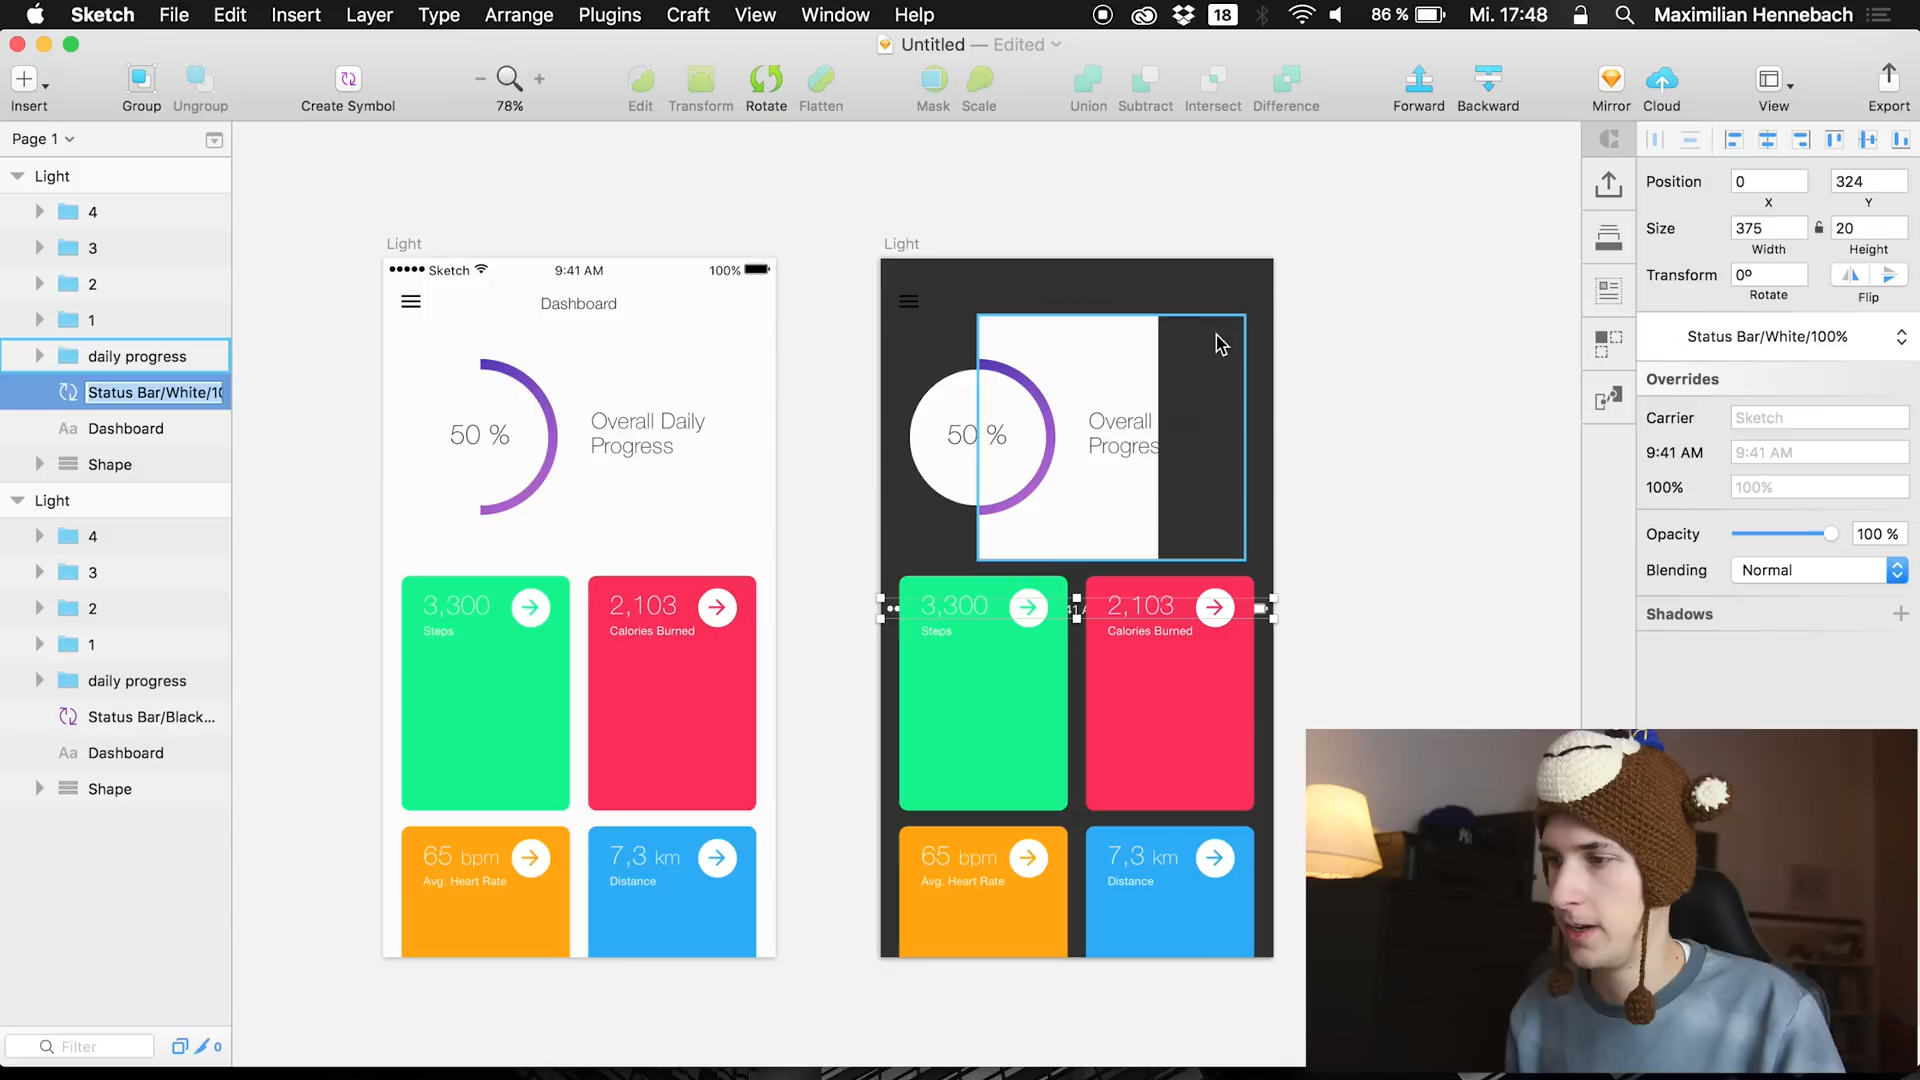 Sketch File Edit Insert Layer Type Arrange Plugins Craft View Window Help 18 86 % Mi. 17:48 Maximilian Hennebach
Untitled — Edited
Insert Group Ungroup Create Symbol 78% Edit Transform Rotate Flatten Mask Scale Union Subtract Intersect Difference Forward Backward Mirror Cloud View Export
Page 1
Light
4
3
2
1
daily progress
Status Bar/White/10
Aa Dashboard
Shape
Light
4
3
2
1
daily progress
Status Bar/Black...
Aa Dashboard
Shape
Filter
0
Light
Sketch 9:41 AM 100%
Dashboard
50 %
Overall Daily
Progress
3,300
Steps
2,103
Calories Burned
65 bpm
Avg. Heart Rate
7,3 km
Distance
Light
50 %
Overall
Progres
3,300
Steps
2,103
Calories Burned
65 bpm
Avg. Heart Rate
7,3 km
Distance
Position 0 324
X Y
Size 375 20
Width Height
Transform 0º
Rotate Flip
Status Bar/White/100%
Overrides
Carrier Sketch
9:41 AM 9:41 AM
100% 100%
Opacity 100 %
Blending Normal
Shadows